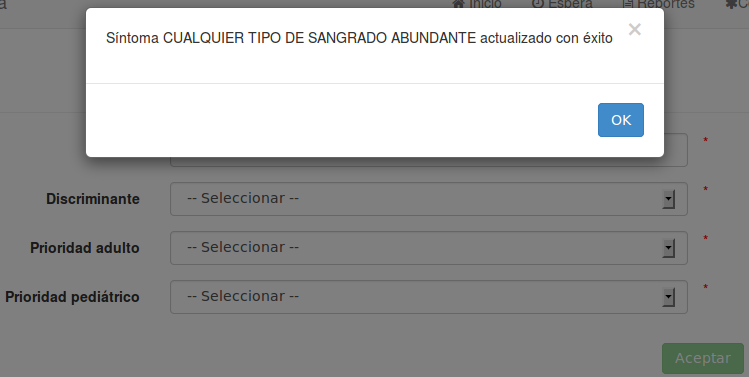 a Inicio Espera Reportes C
Síntoma CUALQUIER TIPO DE SANGRADO ABUNDANTE actualizado con éxito ×
OK
*
Discriminante -- Seleccionar -- *
Prioridad adulto -- Seleccionar -- *
Prioridad pediátrico -- Seleccionar -- *
Aceptar